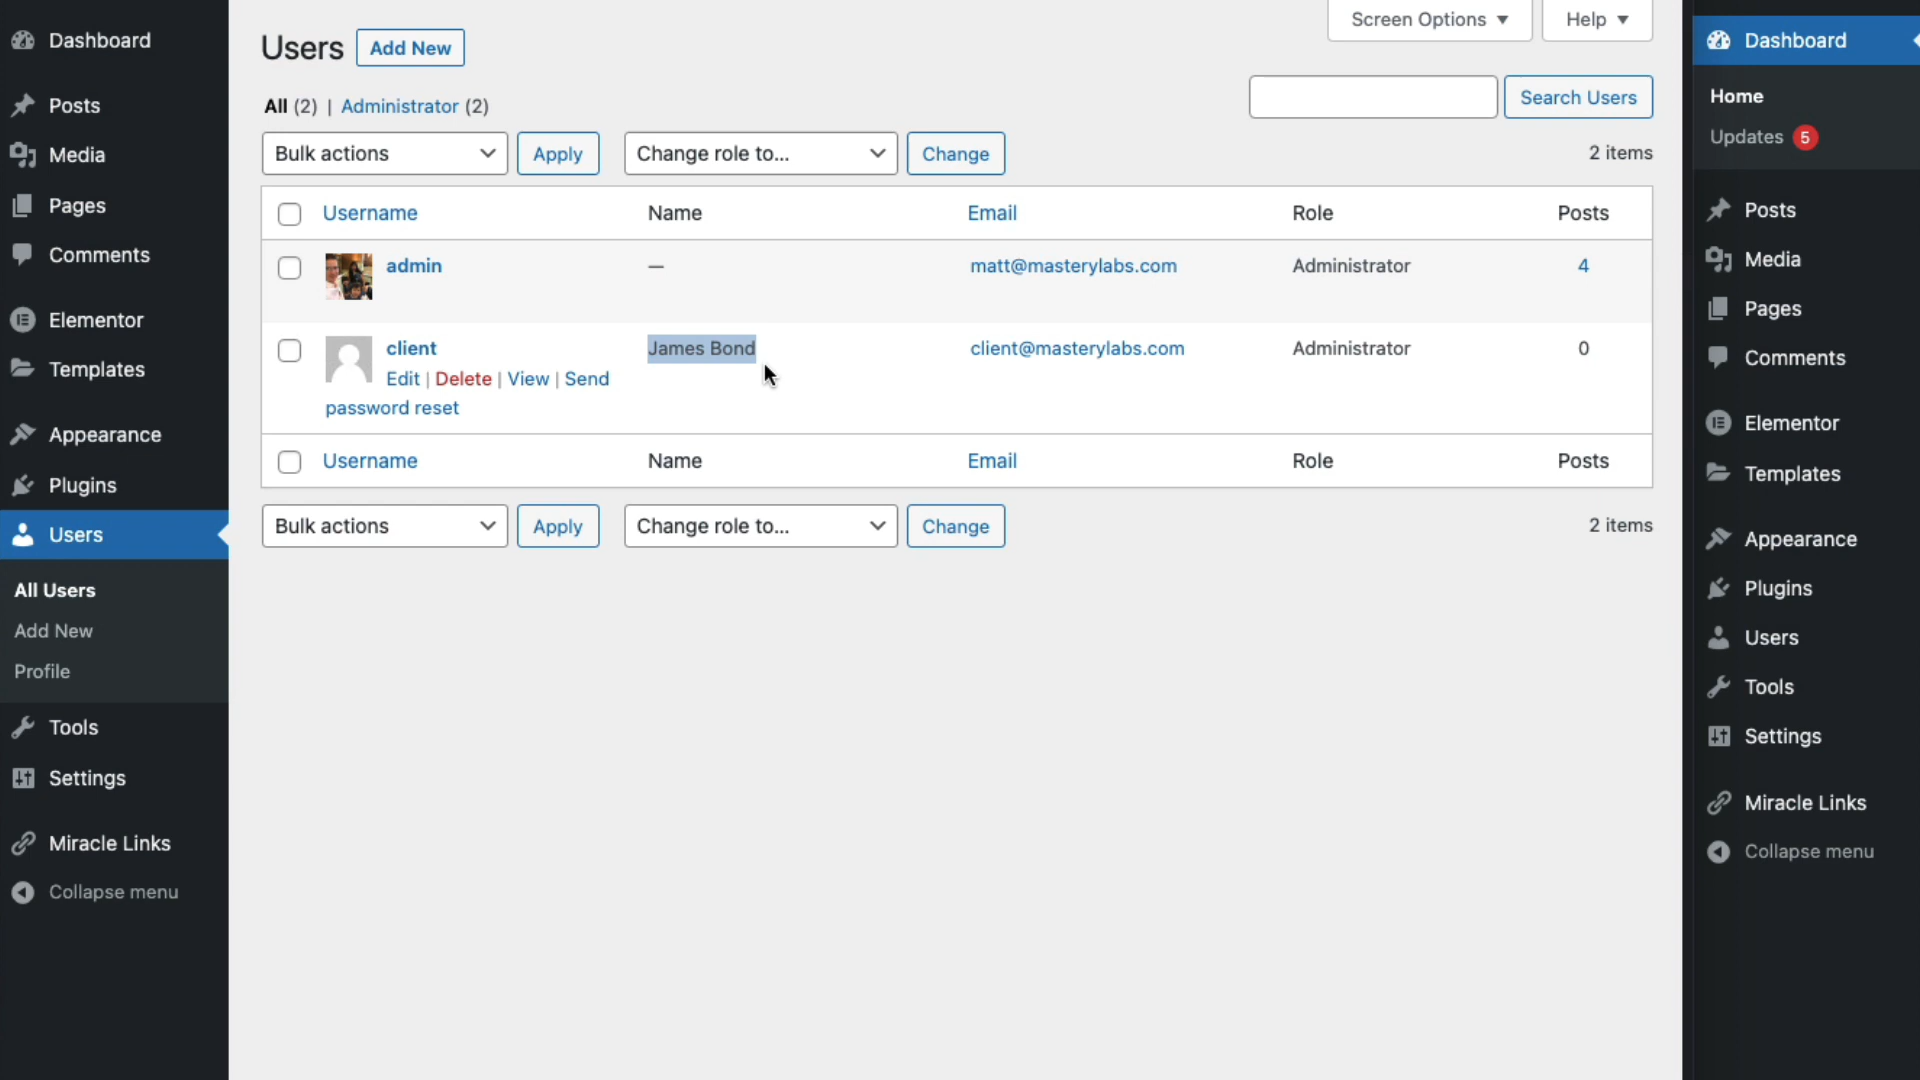 Dashboard
Posts
Media
Pages
Comments
Elementor
Templates
Appearance
Plugins
Users
All Users
Add New
Profile
Tools
Settings
Miracle Links
Collapse menu
Screen Options ▼
Help ▼
Users Add New
All (2) | Administrator (2)
Search Users
Bulk actions Apply Change role to... Change 2 items
Username Name Email Role Posts
admin — matt@masterylabs.com Administrator 4
client James Bond client@masterylabs.com Administrator 0
Edit | Delete | View | Send
password reset
Username Name Email Role Posts
Bulk actions Apply Change role to... Change 2 items
Dashboard
Home
Updates 5
Posts
Media
Pages
Comments
Elementor
Templates
Appearance
Plugins
Users
Tools
Settings
Miracle Links
Collapse menu